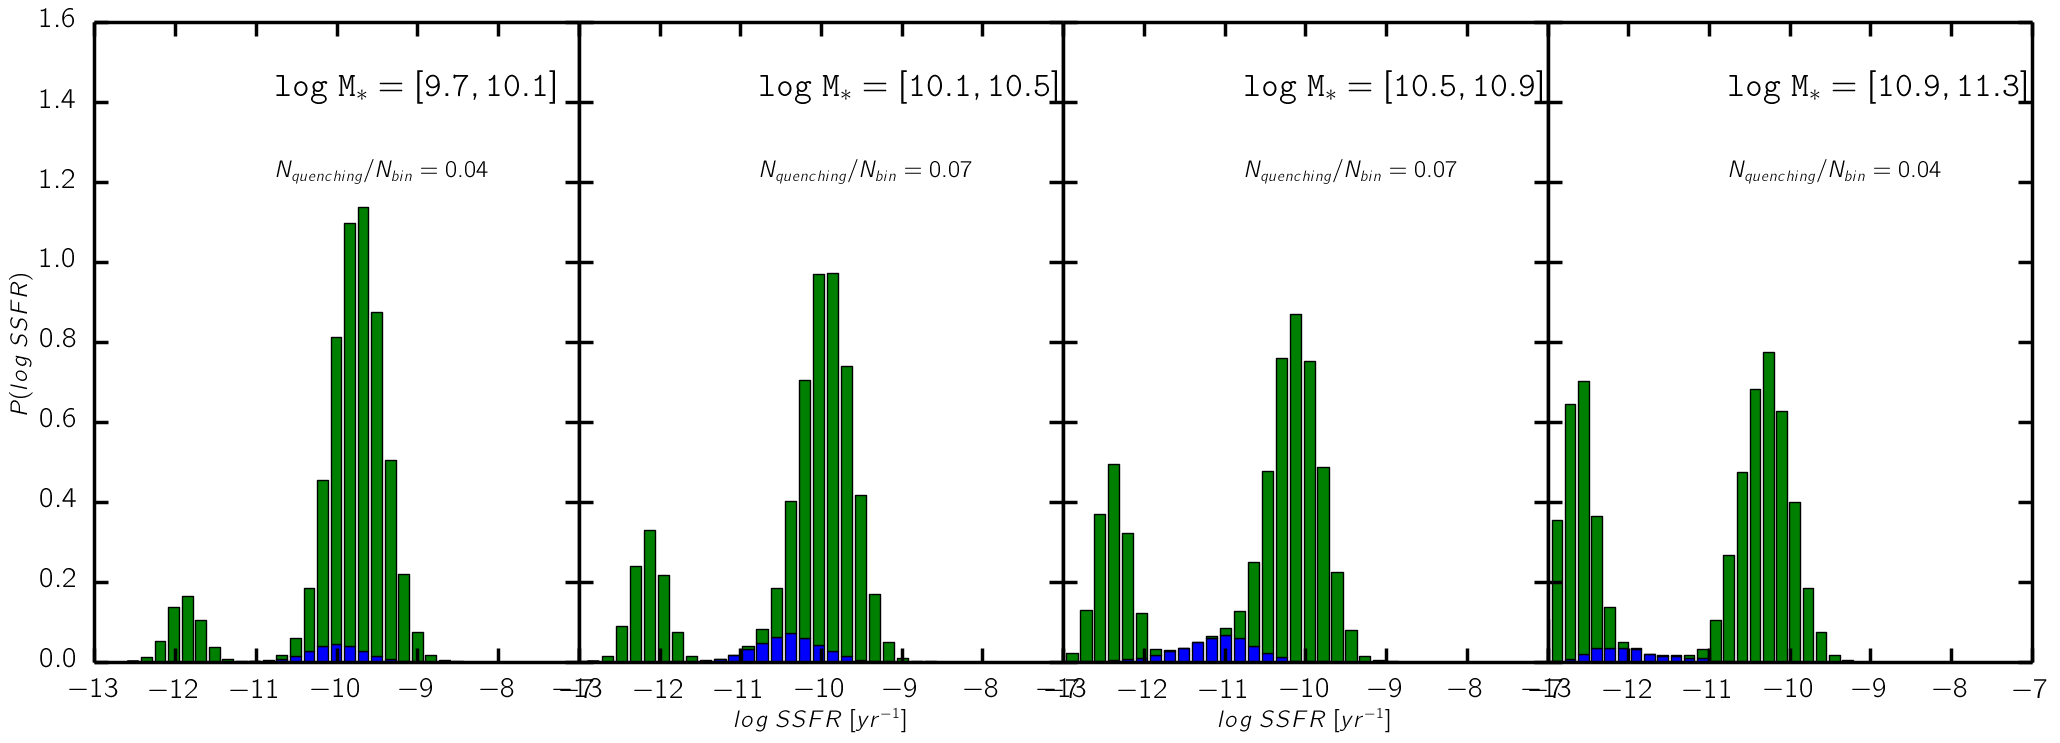 log M* = [9.7, 10.1]
log M* = [10.1, 10.5]
log M* = [10.5, 10.9]
log M* = [10.9, 11.3]
N_quenching/N_bin = 0.04
N_quenching/N_bin = 0.07
N_quenching/N_bin = 0.07
N_quenching/N_bin = 0.04
P(log SSFR)
1.6
1.4
1.2
1.0
0.8
0.6
0.4
0.2
0.0
−13 −12 −11 −10 −9 −8 −7
−13 −12 −11 −10 −9 −8 −7
−13 −12 −11 −10 −9 −8 −7
−13 −12 −11 −10 −9 −8 −7
log SSFR [yr⁻¹]
log SSFR [yr⁻¹]